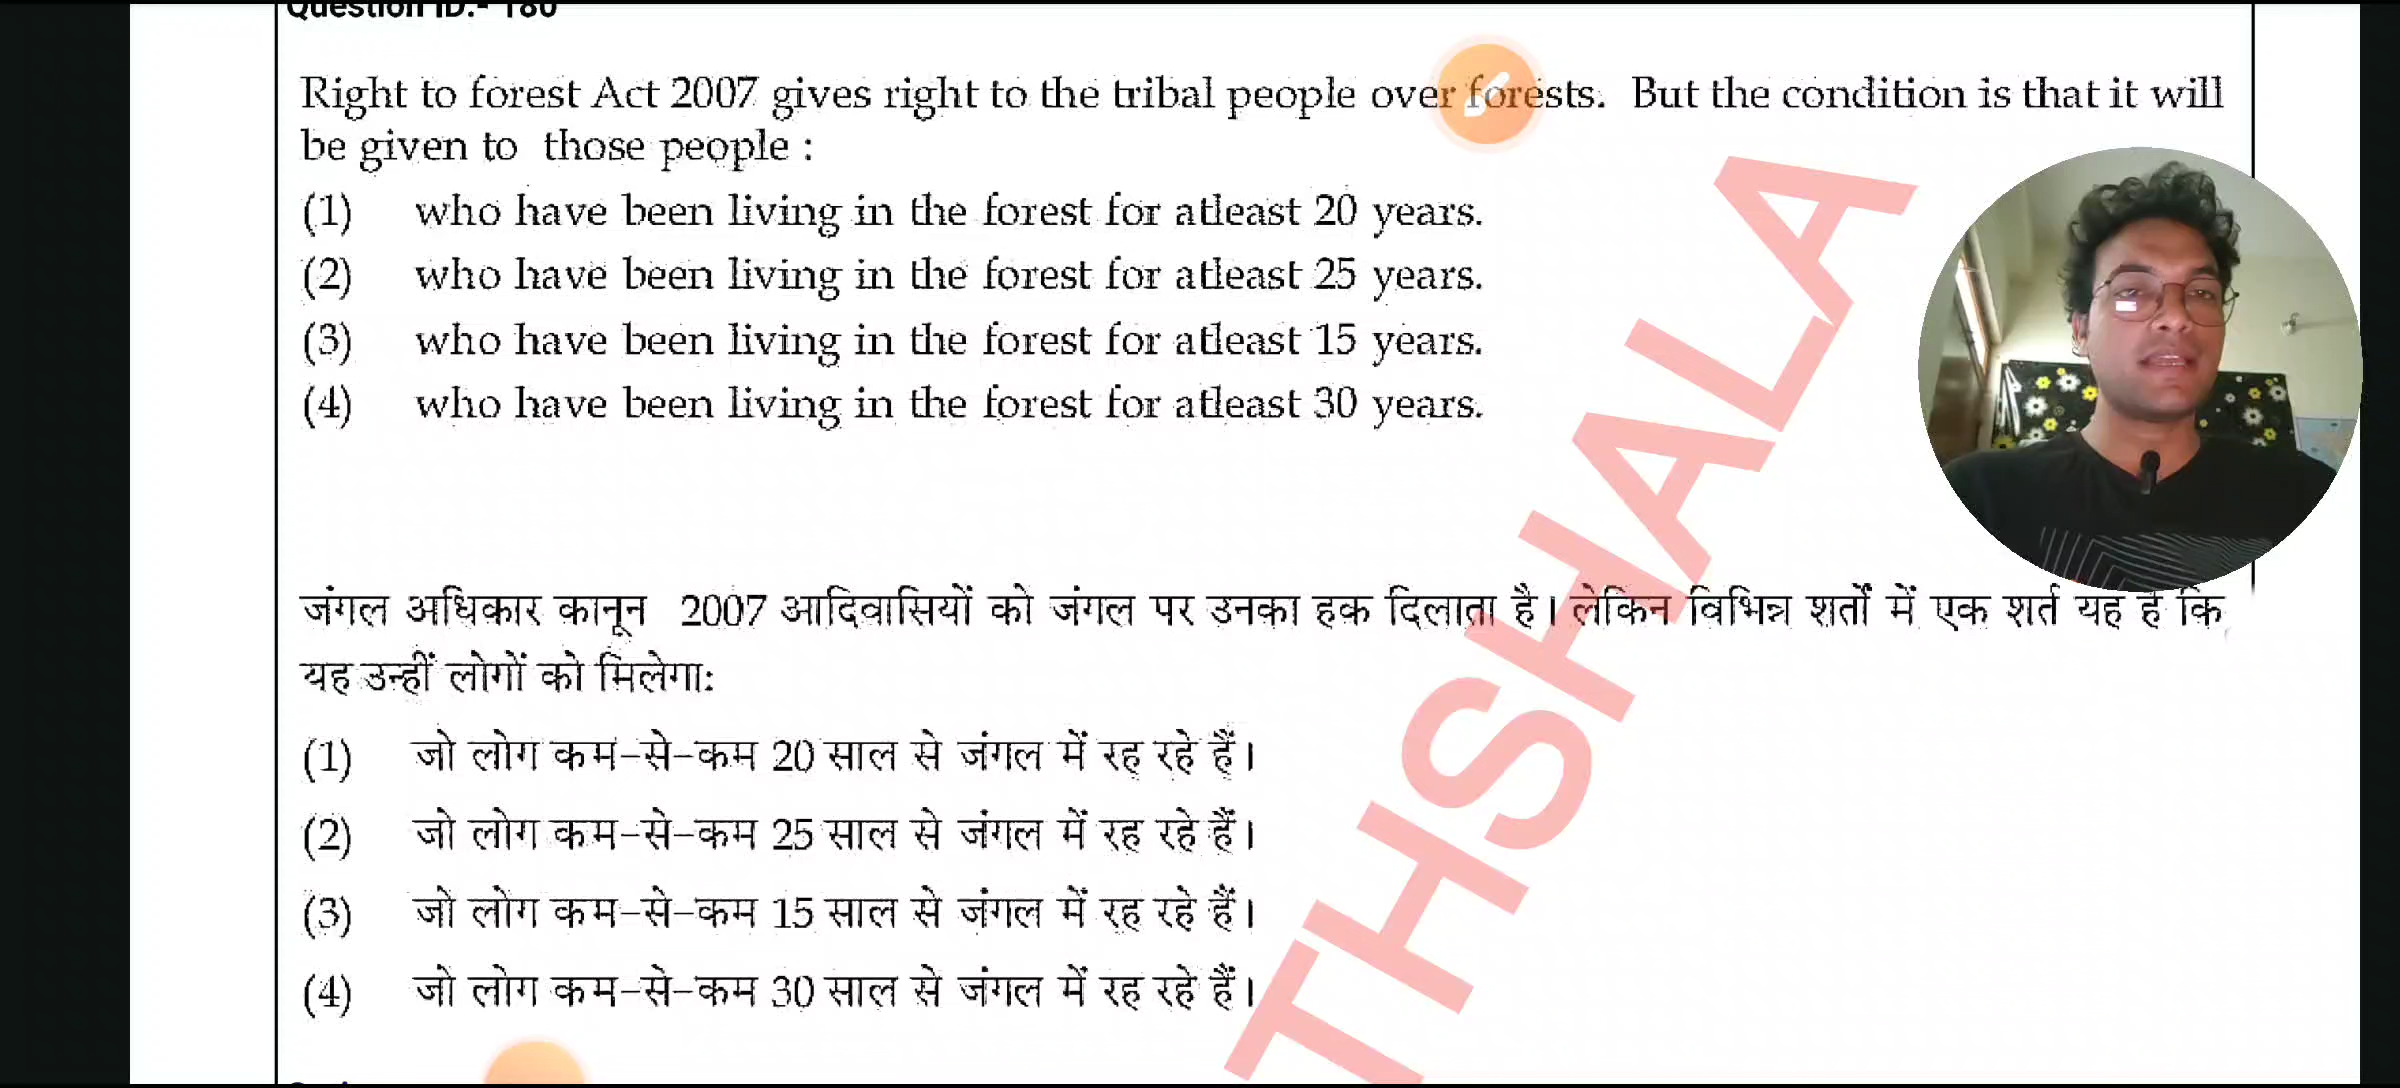 Question ID.- 180
Right to forest Act 2007 gives right to the tribal people over forests. But the condition is that it will
be given to those people :
(1) who have been living in the forest for atleast 20 years.
(2) who have been living in the forest for atleast 25 years.
(3) who have been living in the forest for atleast 15 years.
(4) who have been living in the forest for atleast 30 years.
जंगल अधिकार कानून 2007 आदिवासियों को जंगल पर उनका हक दिलाता है। लेकिन विभिन्न शर्तों में एक शर्त यह है कि
यह उन्हीं लोगों को मिलेगाः
(1) जो लोग कम-से-कम 20 साल से जंगल में रह रहे हैं।
(2) जो लोग कम-से-कम 25 साल से जंगल में रह रहे हैं।
(3) जो लोग कम-से-कम 15 साल से जंगल में रह रहे हैं।
(4) जो लोग कम-से-कम 30 साल से जंगल में रह रहे हैं।
THSHALA